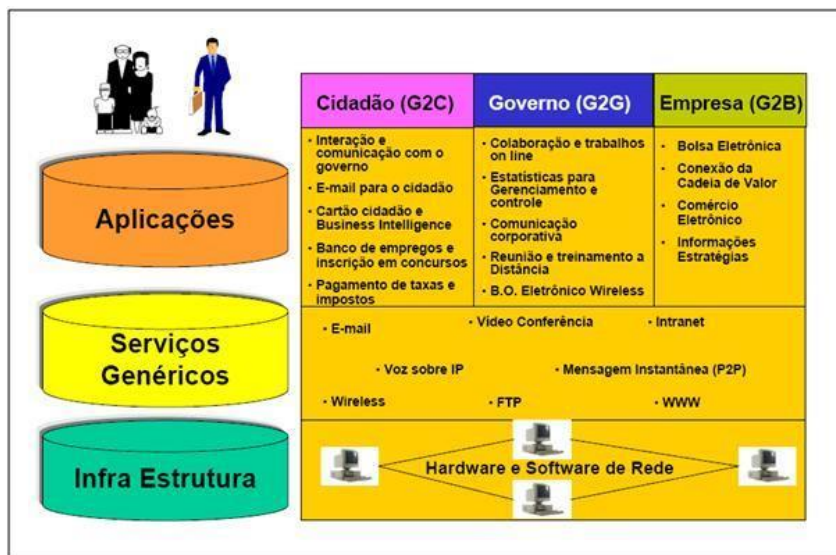 Cidadão (G2C)
Governo (G2G)
Empresa (G2B)
Aplicações
• Interação e
comunicação com o
governo
• E-mail para o cidadão
• Cartão cidadão e
Business Intelligence
• Banco de empregos e
inscrição em concursos
• Pagamento de taxas e
impostos
• Colaboração e trabalhos
on line
• Estatísticas para
Gerenciamento e
controle
• Comunicação
corporativa
• Reunião e treinamento a
Distância
• B.O. Eletrônico Wireless
• Bolsa Eletrônica
• Conexão da
Cadeia de Valor
• Comércio
Eletrônico
• Informações
Estratégias
Serviços
Genéricos
• E-mail
• Vídeo Conferência
• Intranet
• Voz sobre IP
• Mensagem Instantânea (P2P)
• Wireless
• FTP
• WWW
Infra Estrutura
Hardware e Software de Rede